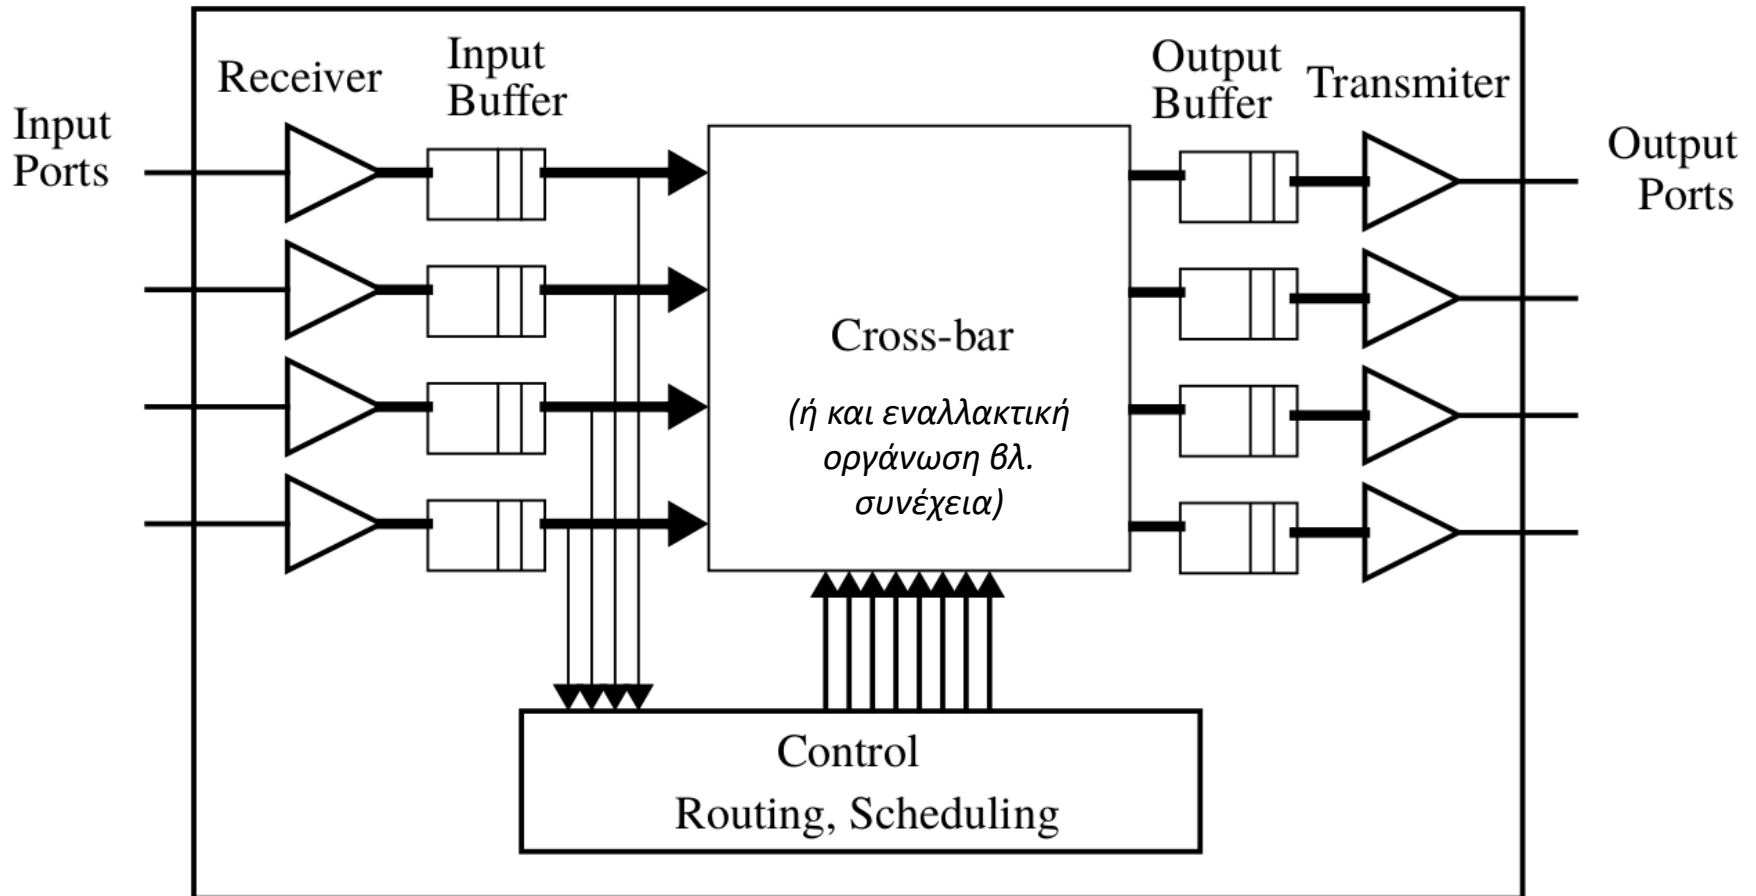 Input
Ports
Receiver
Input
Buffer
Output
Buffer
Transmiter
Output
Ports
Cross-bar
(ή και εναλλακτική
οργάνωση βλ.
συνέχεια)
Control
Routing, Scheduling